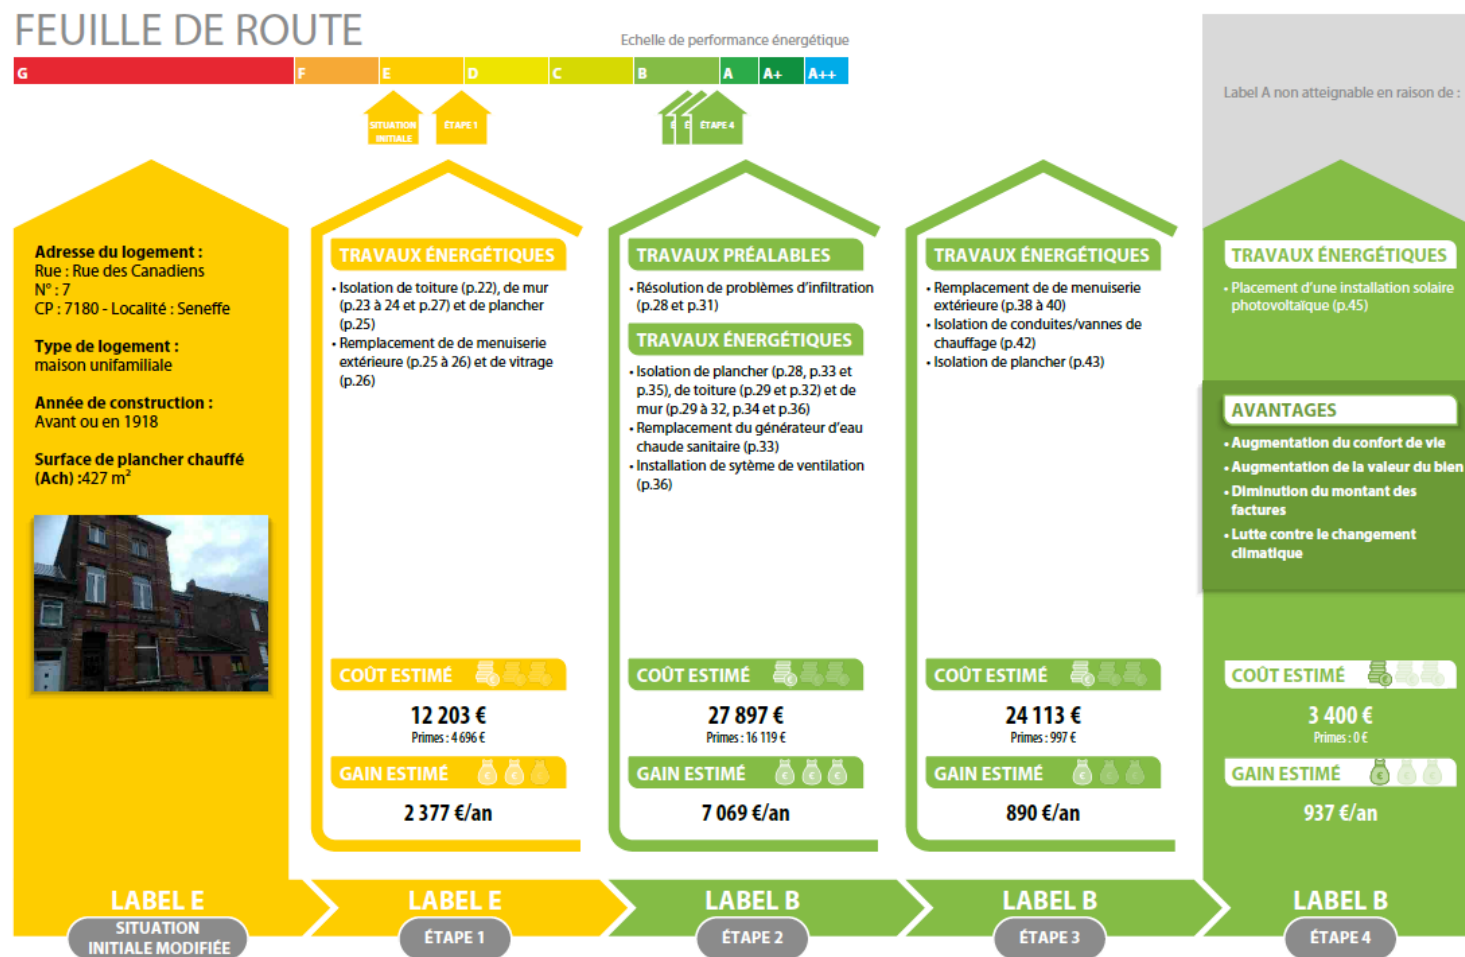 FEUILLE DE ROUTE
Echelle de performance énergétique
G
F
E
D
C
B
A
A+
A++
SITUATION
INITIALE
ÉTAPE 1
É
É
ÉTAPE 4
Label A non atteignable en raison de :
Adresse du logement :
Rue : Rue des Canadiens
N° : 7
CP : 7180 - Localité : Seneffe
Type de logement :
maison unifamiliale
Année de construction :
Avant ou en 1918
Surface de plancher chauffé
(Ach) :427 m²
LABEL E
SITUATION
INITIALE MODIFIÉE
TRAVAUX ÉNERGÉTIQUES
• Isolation de toiture (p.22), de mur
(p.23 à 24 et p.27) et de plancher
(p.25)
• Remplacement de de menuiserie
extérieure (p.25 à 26) et de vitrage
(p.26)
COÛT ESTIMÉ
12 203 €
Primes : 4 696 €
GAIN ESTIMÉ
2 377 €/an
LABEL E
ÉTAPE 1
TRAVAUX PRÉALABLES
• Résolution de problèmes d'infiltration
(p.28 et p.31)
TRAVAUX ÉNERGÉTIQUES
• Isolation de plancher (p.28, p.33 et
p.35), de toiture (p.29 et p.32) et de
mur (p.29 à 32, p.34 et p.36)
• Remplacement du générateur d'eau
chaude sanitaire (p.33)
• Installation de sytème de ventilation
(p.36)
COÛT ESTIMÉ
27 897 €
Primes : 16 119 €
GAIN ESTIMÉ
7 069 €/an
LABEL B
ÉTAPE 2
TRAVAUX ÉNERGÉTIQUES
• Remplacement de de menuiserie
extérieure (p.38 à 40)
• Isolation de conduites/vannes de
chauffage (p.42)
• Isolation de plancher (p.43)
COÛT ESTIMÉ
24 113 €
Primes : 997 €
GAIN ESTIMÉ
890 €/an
LABEL B
ÉTAPE 3
TRAVAUX ÉNERGÉTIQUES
• Placement d'une installation solaire
photovoltaïque (p.45)
AVANTAGES
• Augmentation du confort de vie
• Augmentation de la valeur du bien
• Diminution du montant des
factures
• Lutte contre le changement
climatique
COÛT ESTIMÉ
3 400 €
Primes : 0 €
GAIN ESTIMÉ
937 €/an
LABEL B
ÉTAPE 4